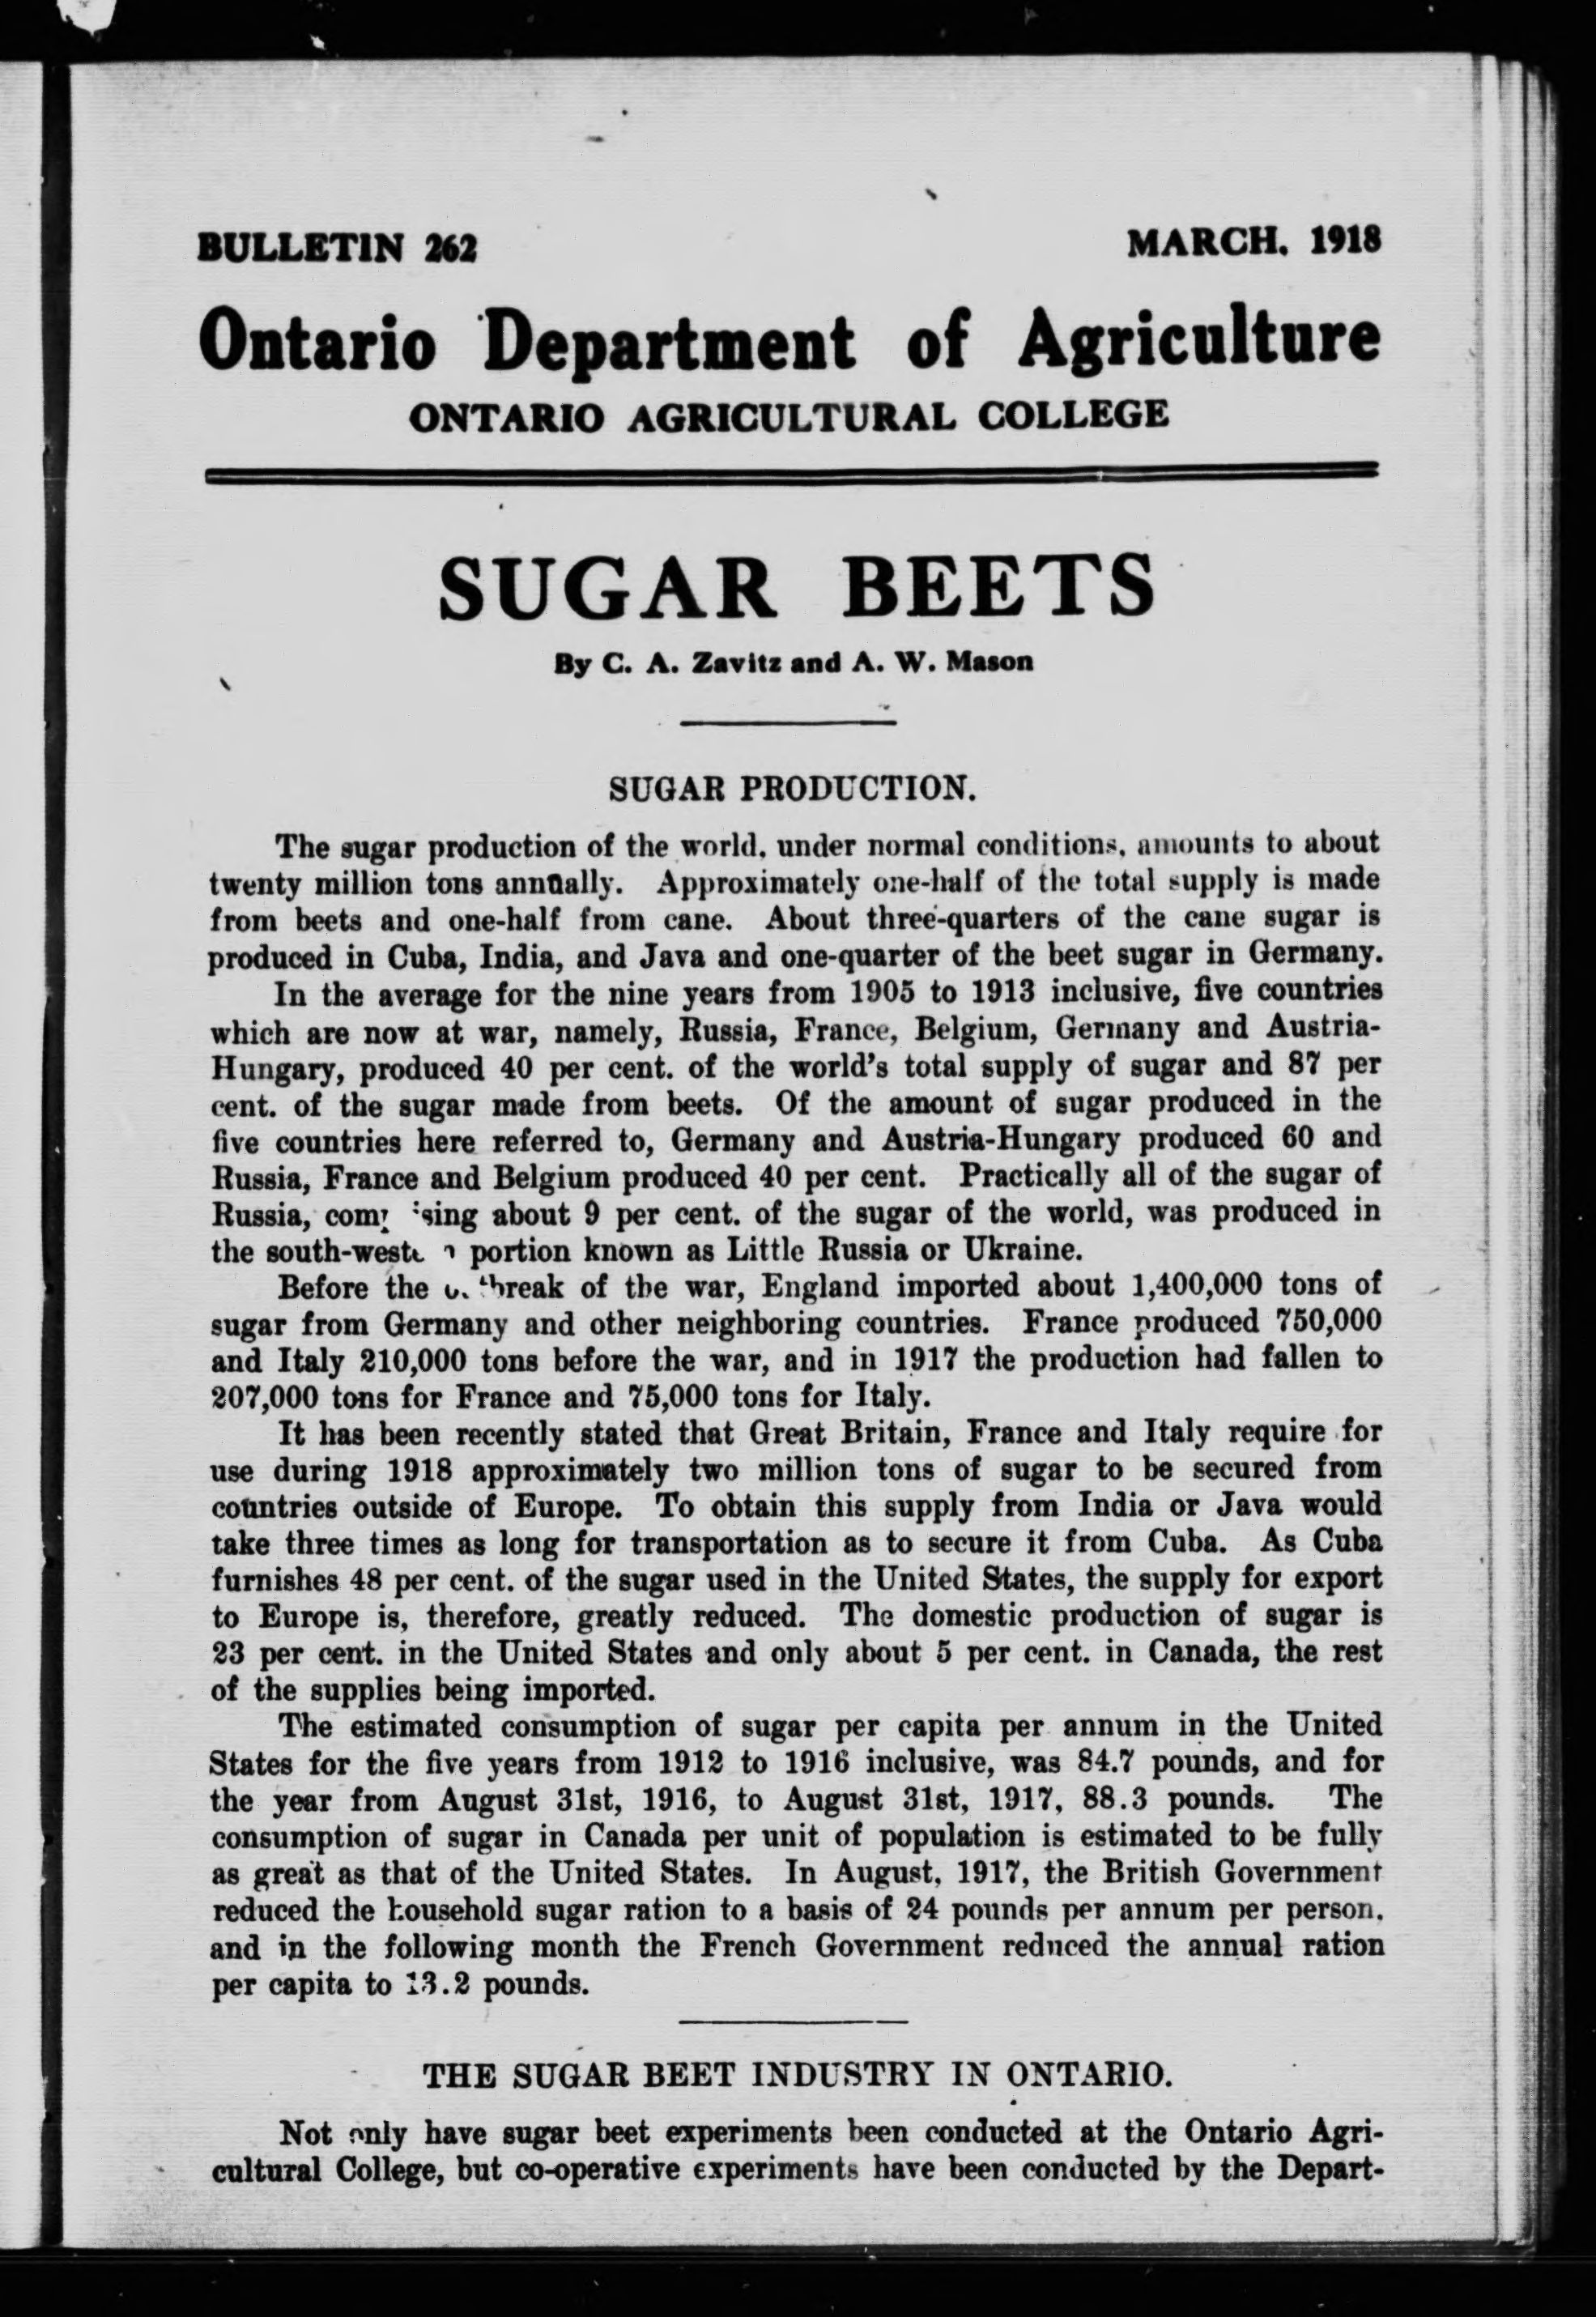 BULLETIN 262 MARCH, 1918
Ontario Department of Agriculture
ONTARIO AGRICULTURAL COLLEGE
SUGAR BEETS
By C. A. Zavitz and A. W. Mason
SUGAR PRODUCTION.
The sugar production of the world, under normal conditions, amounts to about
twenty million tons annually. Approximately one-half of the total supply is made
from beets and one-half from cane. About three-quarters of the cane sugar is
produced in Cuba, India, and Java and one-quarter of the beet sugar in Germany.
In the average for the nine years from 1905 to 1913 inclusive, five countries
which are now at war, namely, Russia, France, Belgium, Germany and Austria-
Hungary, produced 40 per cent. of the world's total supply of sugar and 87 per
cent. of the sugar made from beets. Of the amount of sugar produced in the
five countries here referred to, Germany and Austria-Hungary produced 60 and
Russia, France and Belgium produced 40 per cent. Practically all of the sugar of
Russia, about 9 per cent. of the sugar of the world, was produced in
the portion known as Little Russia or Ukraine.
Before the of the war, England imported about 1,400,000 tons of
sugar from Germany and other neighboring countries. France produced 750,000
and Italy 210,000 tons before the war, and in 1917 the production had fallen to
207,000 tons for France and 75,000 tons for Italy.
It has been recently stated that Great Britain, France and Italy require for
use during 1918 approximately two million tons of sugar to be secured from
countries outside of Europe. To obtain this supply from India or Java would
take three times as long for transportation as to secure it from Cuba. As Cuba
furnishes 48 per cent. of the sugar used in the United States, the supply for export
to Europe is, therefore, greatly reduced. The domestic production of sugar is
23 per cent. in the United States and only about 5 per cent. in Canada, the rest
of the supplies being imported.
The estimated consumption of sugar per capita per annum in the United
States for the five years from 1912 to 1916 inclusive, was 84.7 pounds, and for
the year from August 31st, 1916, to August 31st, 1917, 88.3 pounds. The
consumption of sugar in Canada per unit of population is estimated to be fully
as great as that of the United States. In August, 1917, the British Government
reduced the household sugar ration to a basis of 24 pounds per annum per person,
and in the following month the French Government reduced the annual ration
per capita to 13.2 pounds.
THE SUGAR BEET INDUSTRY IN ONTARIO.
Not only have sugar beet experiments been conducted at the Ontario Agri-
cultural College, but co-operative experiments have been conducted by the Depart-